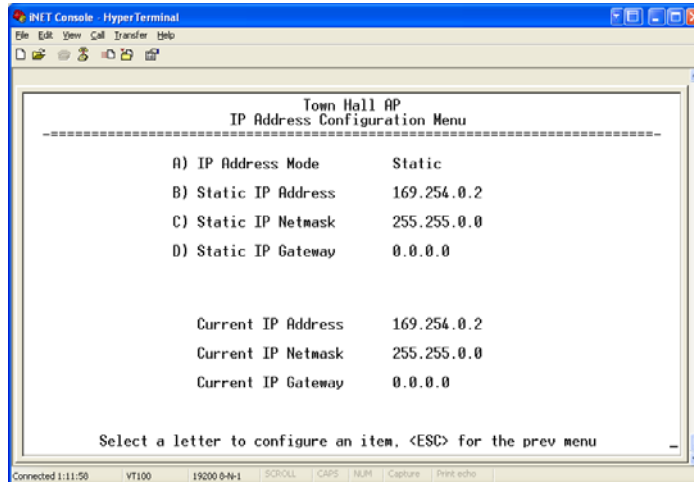 iNET Console - HyperTerminal
File Edit View Call Transfer Help
Town Hall AP
IP Address Configuration Menu
-==========================================================================-
A) IP Address Mode Static
B) Static IP Address 169.254.0.2
C) Static IP Netmask 255.255.0.0
D) Static IP Gateway 0.0.0.0
Current IP Address 169.254.0.2
Current IP Netmask 255.255.0.0
Current IP Gateway 0.0.0.0
Select a letter to configure an item, <ESC> for the prev menu
Connected 1:11:58 VT100 19200 8-N-1 SCROLL CAPS NUM Capture Print echo